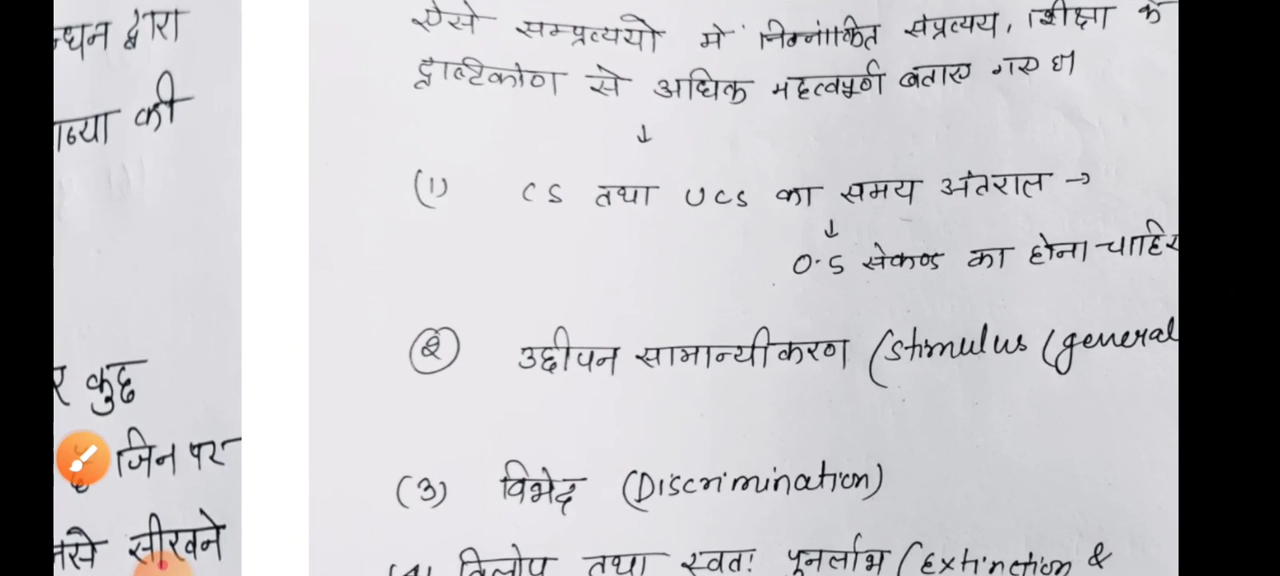 न्धन द्वारा
की
कुछ
जिन पर
सीखने
ऐसे सम्प्रत्ययो में निम्नांकित संप्रत्यय, शिक्षा के
दृष्टिकोण से अधिक महत्वपूर्ण बताए गए है।
↓
(1) CS तथा UCS का समय अंतराल →
↓
0.5 सेकण्ड का होना चाहिए
(2) उद्दीपन सामान्यीकरण (Stimulus (general
(3) विभेद (Discrimination)
(4) विलोप तथा स्वतः पुनर्लाभ (Extinction &